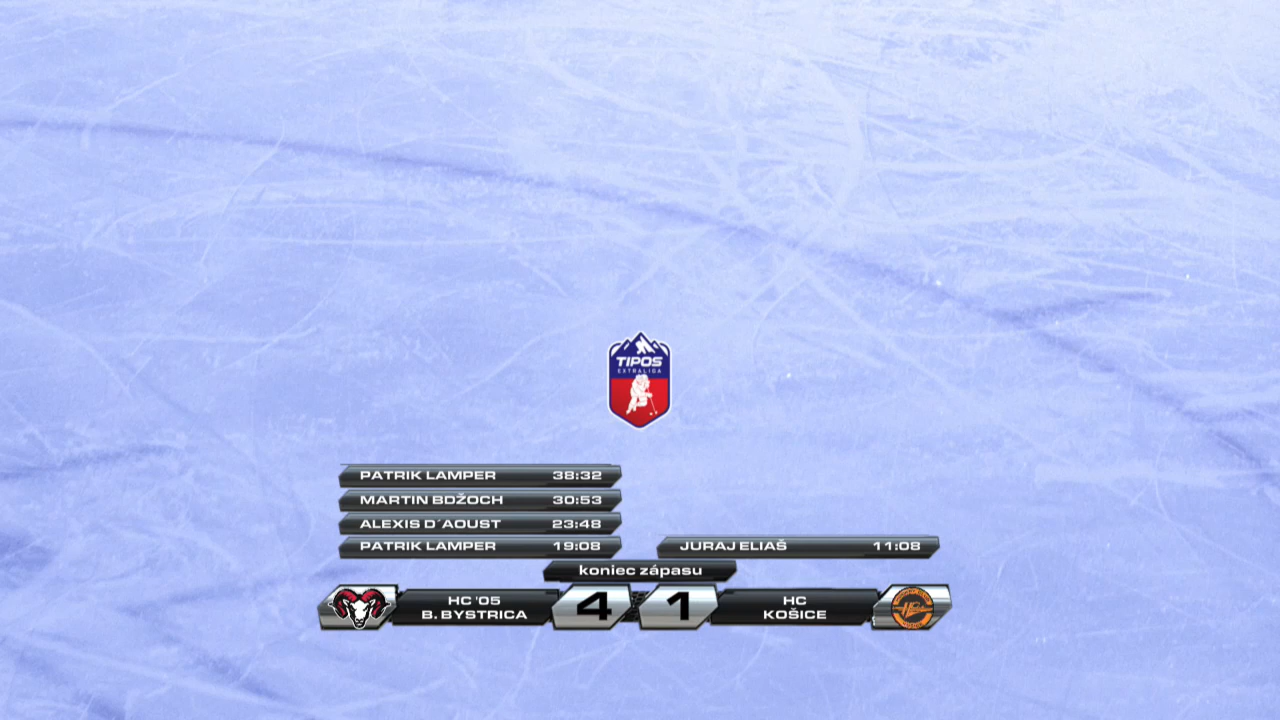 TIPOS
EXTRALIGA
PATRIK LAMPER 38:32
MARTIN BDŽOCH 30:53
ALEXIS D´AOUST 23:48
PATRIK LAMPER 19:08
JURAJ ELIAŠ 11:08
koniec zápasu
HC '05
B. BYSTRICA
4
1
HC
KOŠICE